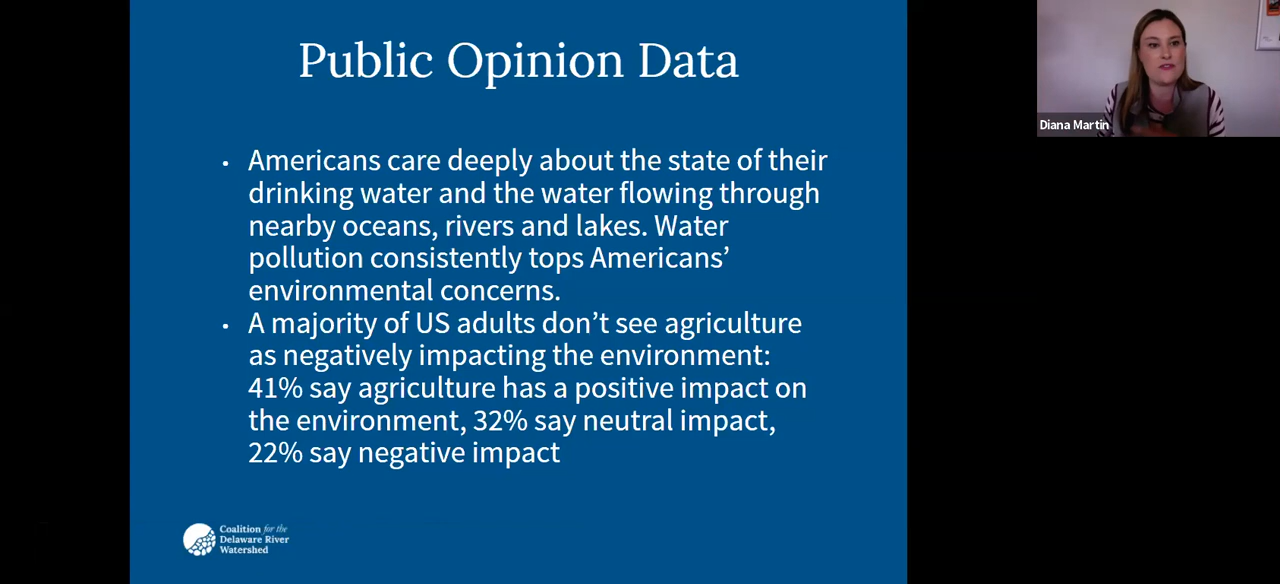 Public Opinion Data
• Americans care deeply about the state of their
drinking water and the water flowing through
nearby oceans, rivers and lakes. Water
pollution consistently tops Americans’
environmental concerns.
• A majority of US adults don’t see agriculture
as negatively impacting the environment:
41% say agriculture has a positive impact on
the environment, 32% say neutral impact,
22% say negative impact
Coalition for the
Delaware River
Watershed
Diana Martin